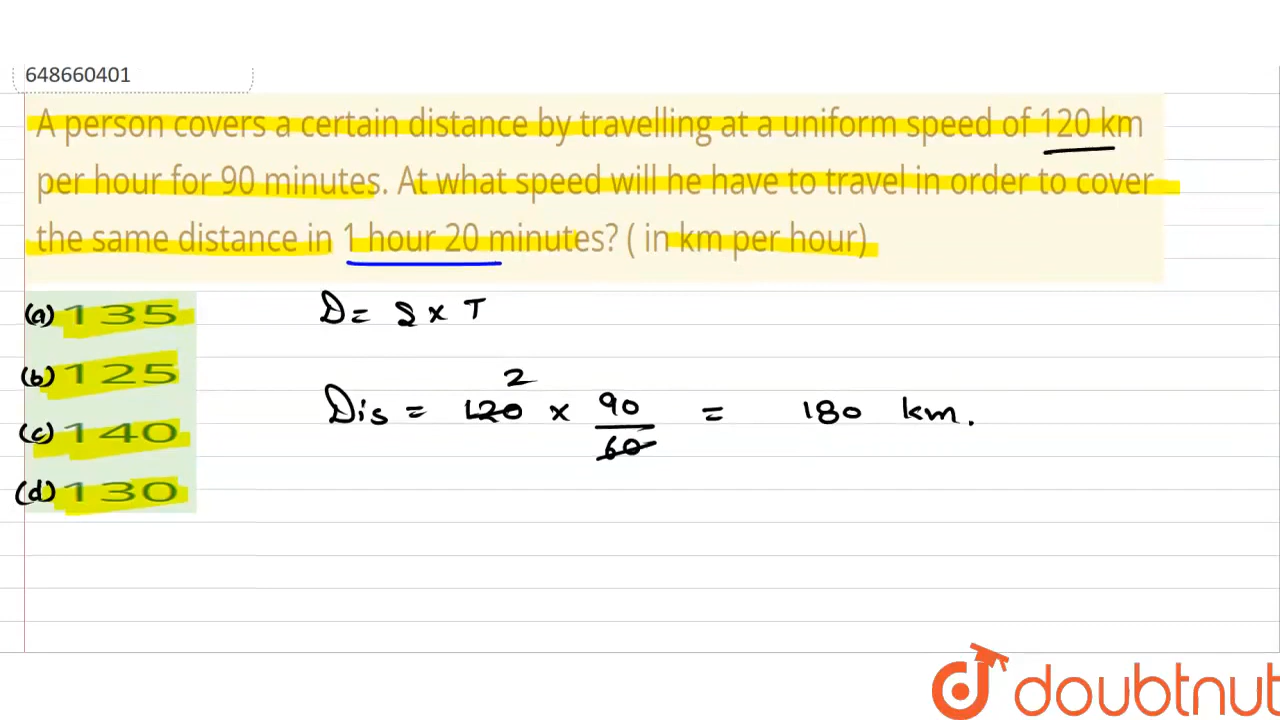 648660401
A person covers a certain distance by travelling at a uniform speed of 120 km
per hour for 90 minutes. At what speed will he have to travel in order to cover
the same distance in 1 hour 20 minutes? ( in km per hour)
(a) 135
(b) 125
(c) 140
(d) 130
D = S × T
2
Dis = 120 × 90/60 = 180 km.
doubtnut